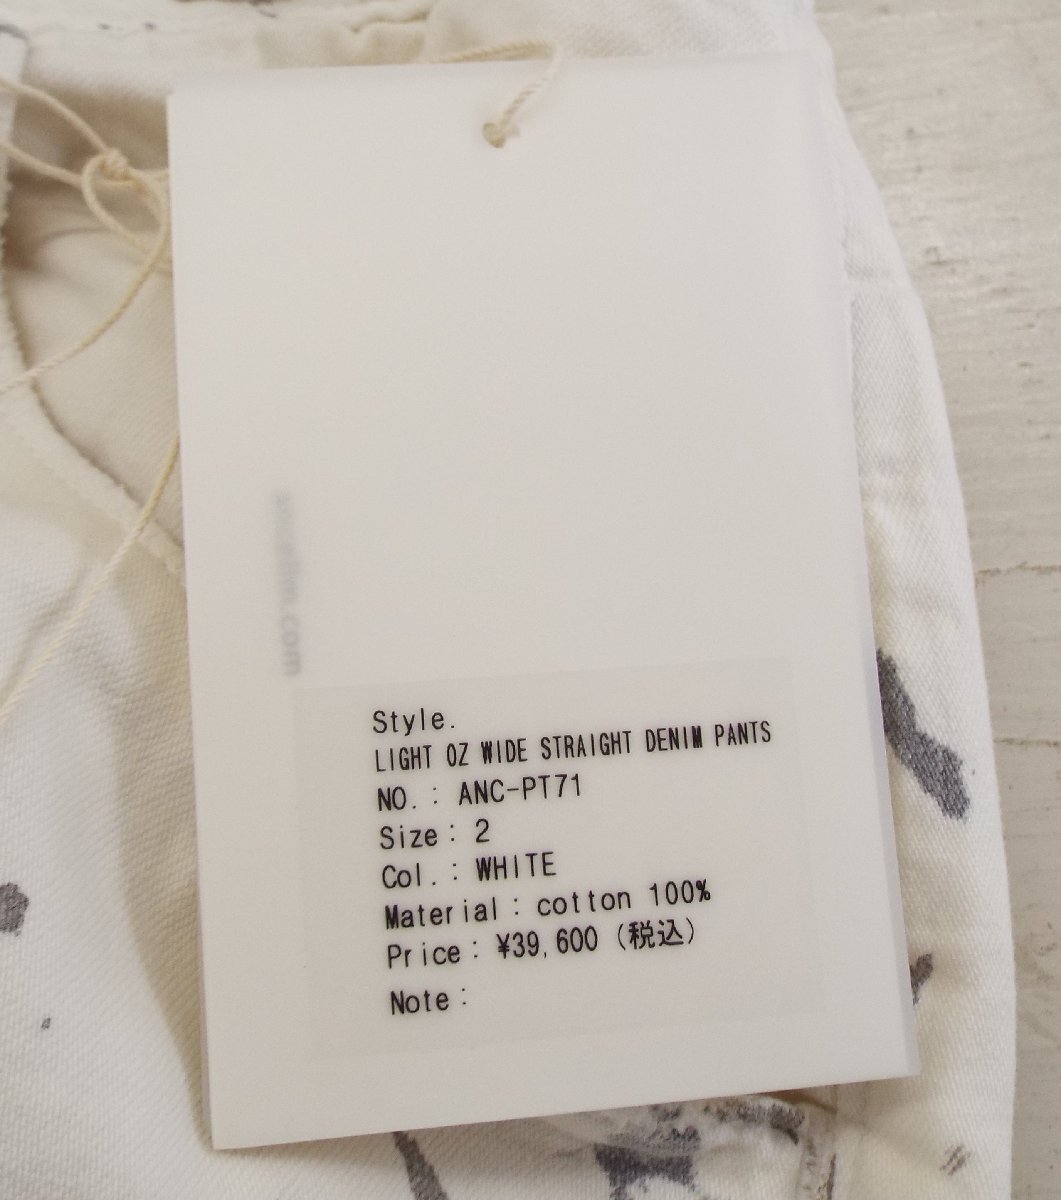 Style.
LIGHT OZ WIDE STRAIGHT DENIM PANTS
NO.: ANC-PT71
Size: 2
Col.: WHITE
Material: cotton 100%
Price: ¥39,600 (税込)
Note: